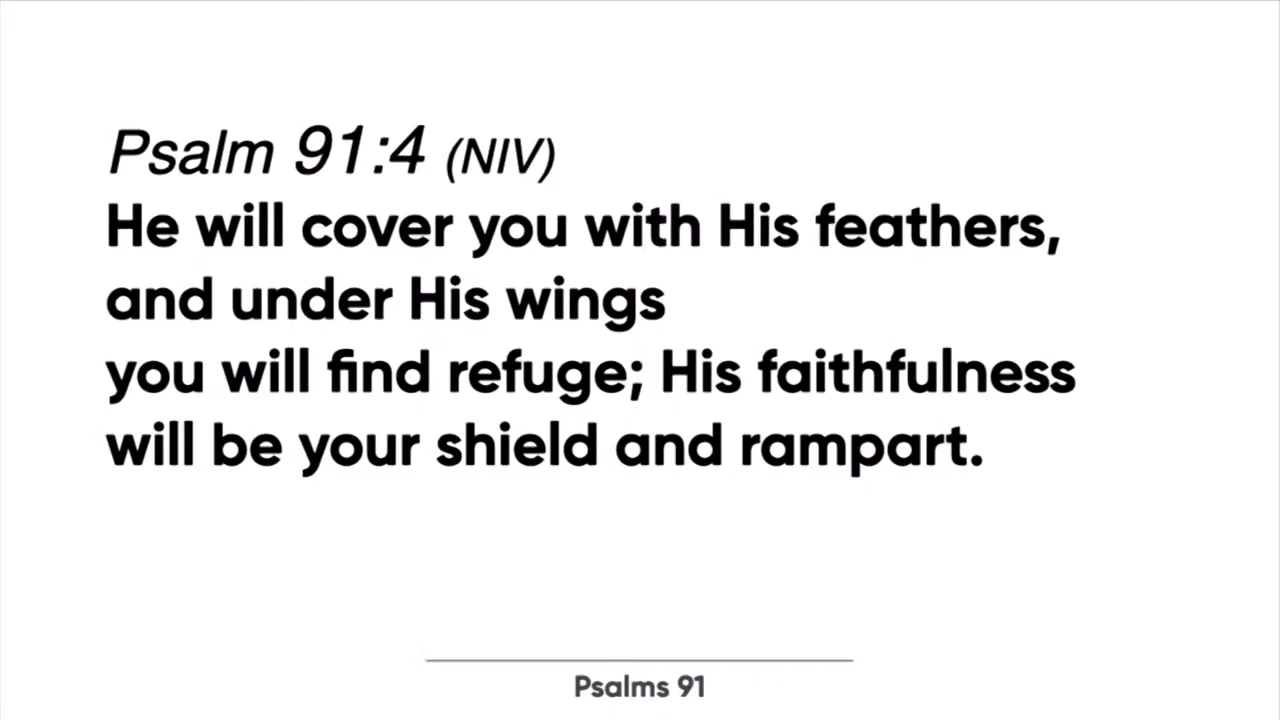 Psalm 91:4 (NIV)
He will cover you with His feathers,
and under His wings
you will find refuge; His faithfulness
will be your shield and rampart.
Psalms 91